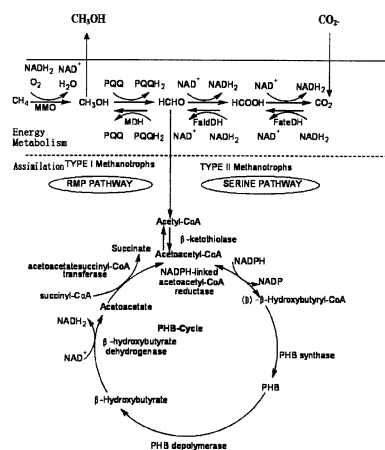 CH3OH
CO2
NADH2 NAD+ PQQ PQQH2 NAD+ NADH2 NAD+ NADH2
O2 H2O
CH4 MMO CH3OH MDH HCHO FaldDH HCOOH FateDH CO2
PQQ PQQH2 NAD+ NADH2 NAD+ NADH2
Energy
Metabolism
Assimilation TYPE I Methanotrophs TYPE II Methanotrophs
RMP PATHWAY SERINE PATHWAY
Acetyl-CoA
β-ketothiolase
Succinate Acetoacetyl-CoA
NADPH
acetoacetatesuccinyl-CoA
transferase
NADPH-linked
acetoacetyl-CoA
reductase
NADP
succinyl-CoA
(β) -β-Hydroxybutyryl-CoA
Acetoacetate
NADH2
PHB-Cycle
β-hydroxybutyrate
dehydrogenase
NAD+
PHB synthase
PHB
β-Hydroxybutyrate
PHB depolymerase